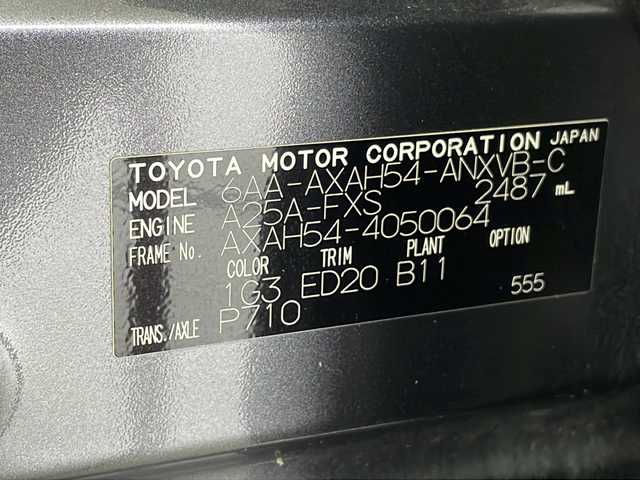 TOYOTA MOTOR CORPORATION JAPAN
MODEL 6AA-AXAH54-ANXVB-C
ENGINE A25A-FXS 2487 mL
FRAME No. AXAH54-4050064
COLOR TRIM PLANT OPTION
1G3 ED20 B11 555
TRANS./AXLE P710